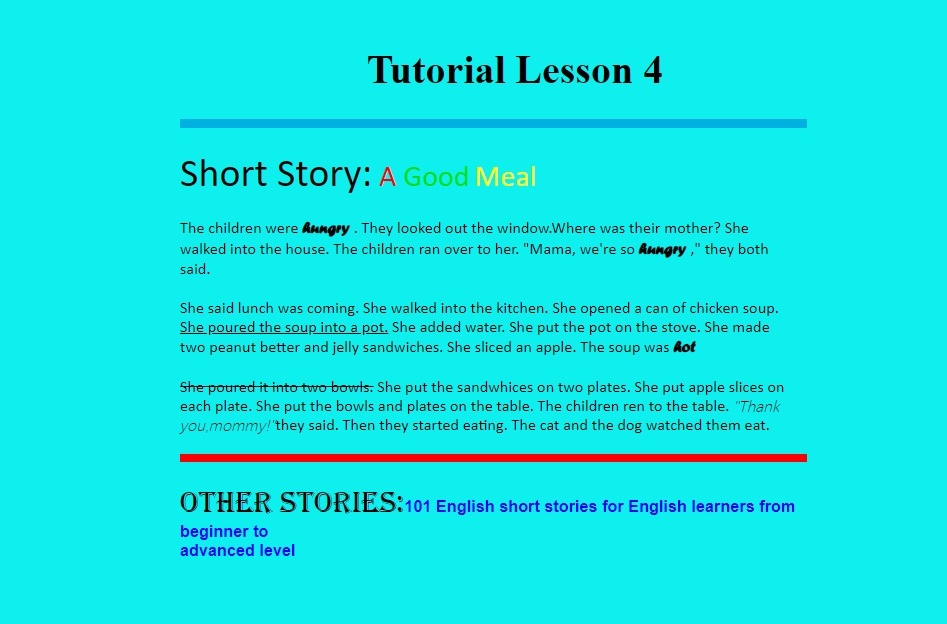 Tutorial Lesson 4
Short Story: A Good Meal
The children were hungry . They looked out the window.Where was their mother? She
walked into the house. The children ran over to her. "Mama, we're so hungry ," they both
said.
She said lunch was coming. She walked into the kitchen. She opened a can of chicken soup.
She poured the soup into a pot. She added water. She put the pot on the stove. She made
two peanut better and jelly sandwiches. She sliced an apple. The soup was hot
She poured it into two bowls. She put the sandwhices on two plates. She put apple slices on
each plate. She put the bowls and plates on the table. The children ren to the table. "Thank
you,mommy!"they said. Then they started eating. The cat and the dog watched them eat.
OTHER STORIES:101 English short stories for English learners from
beginner to
advanced level